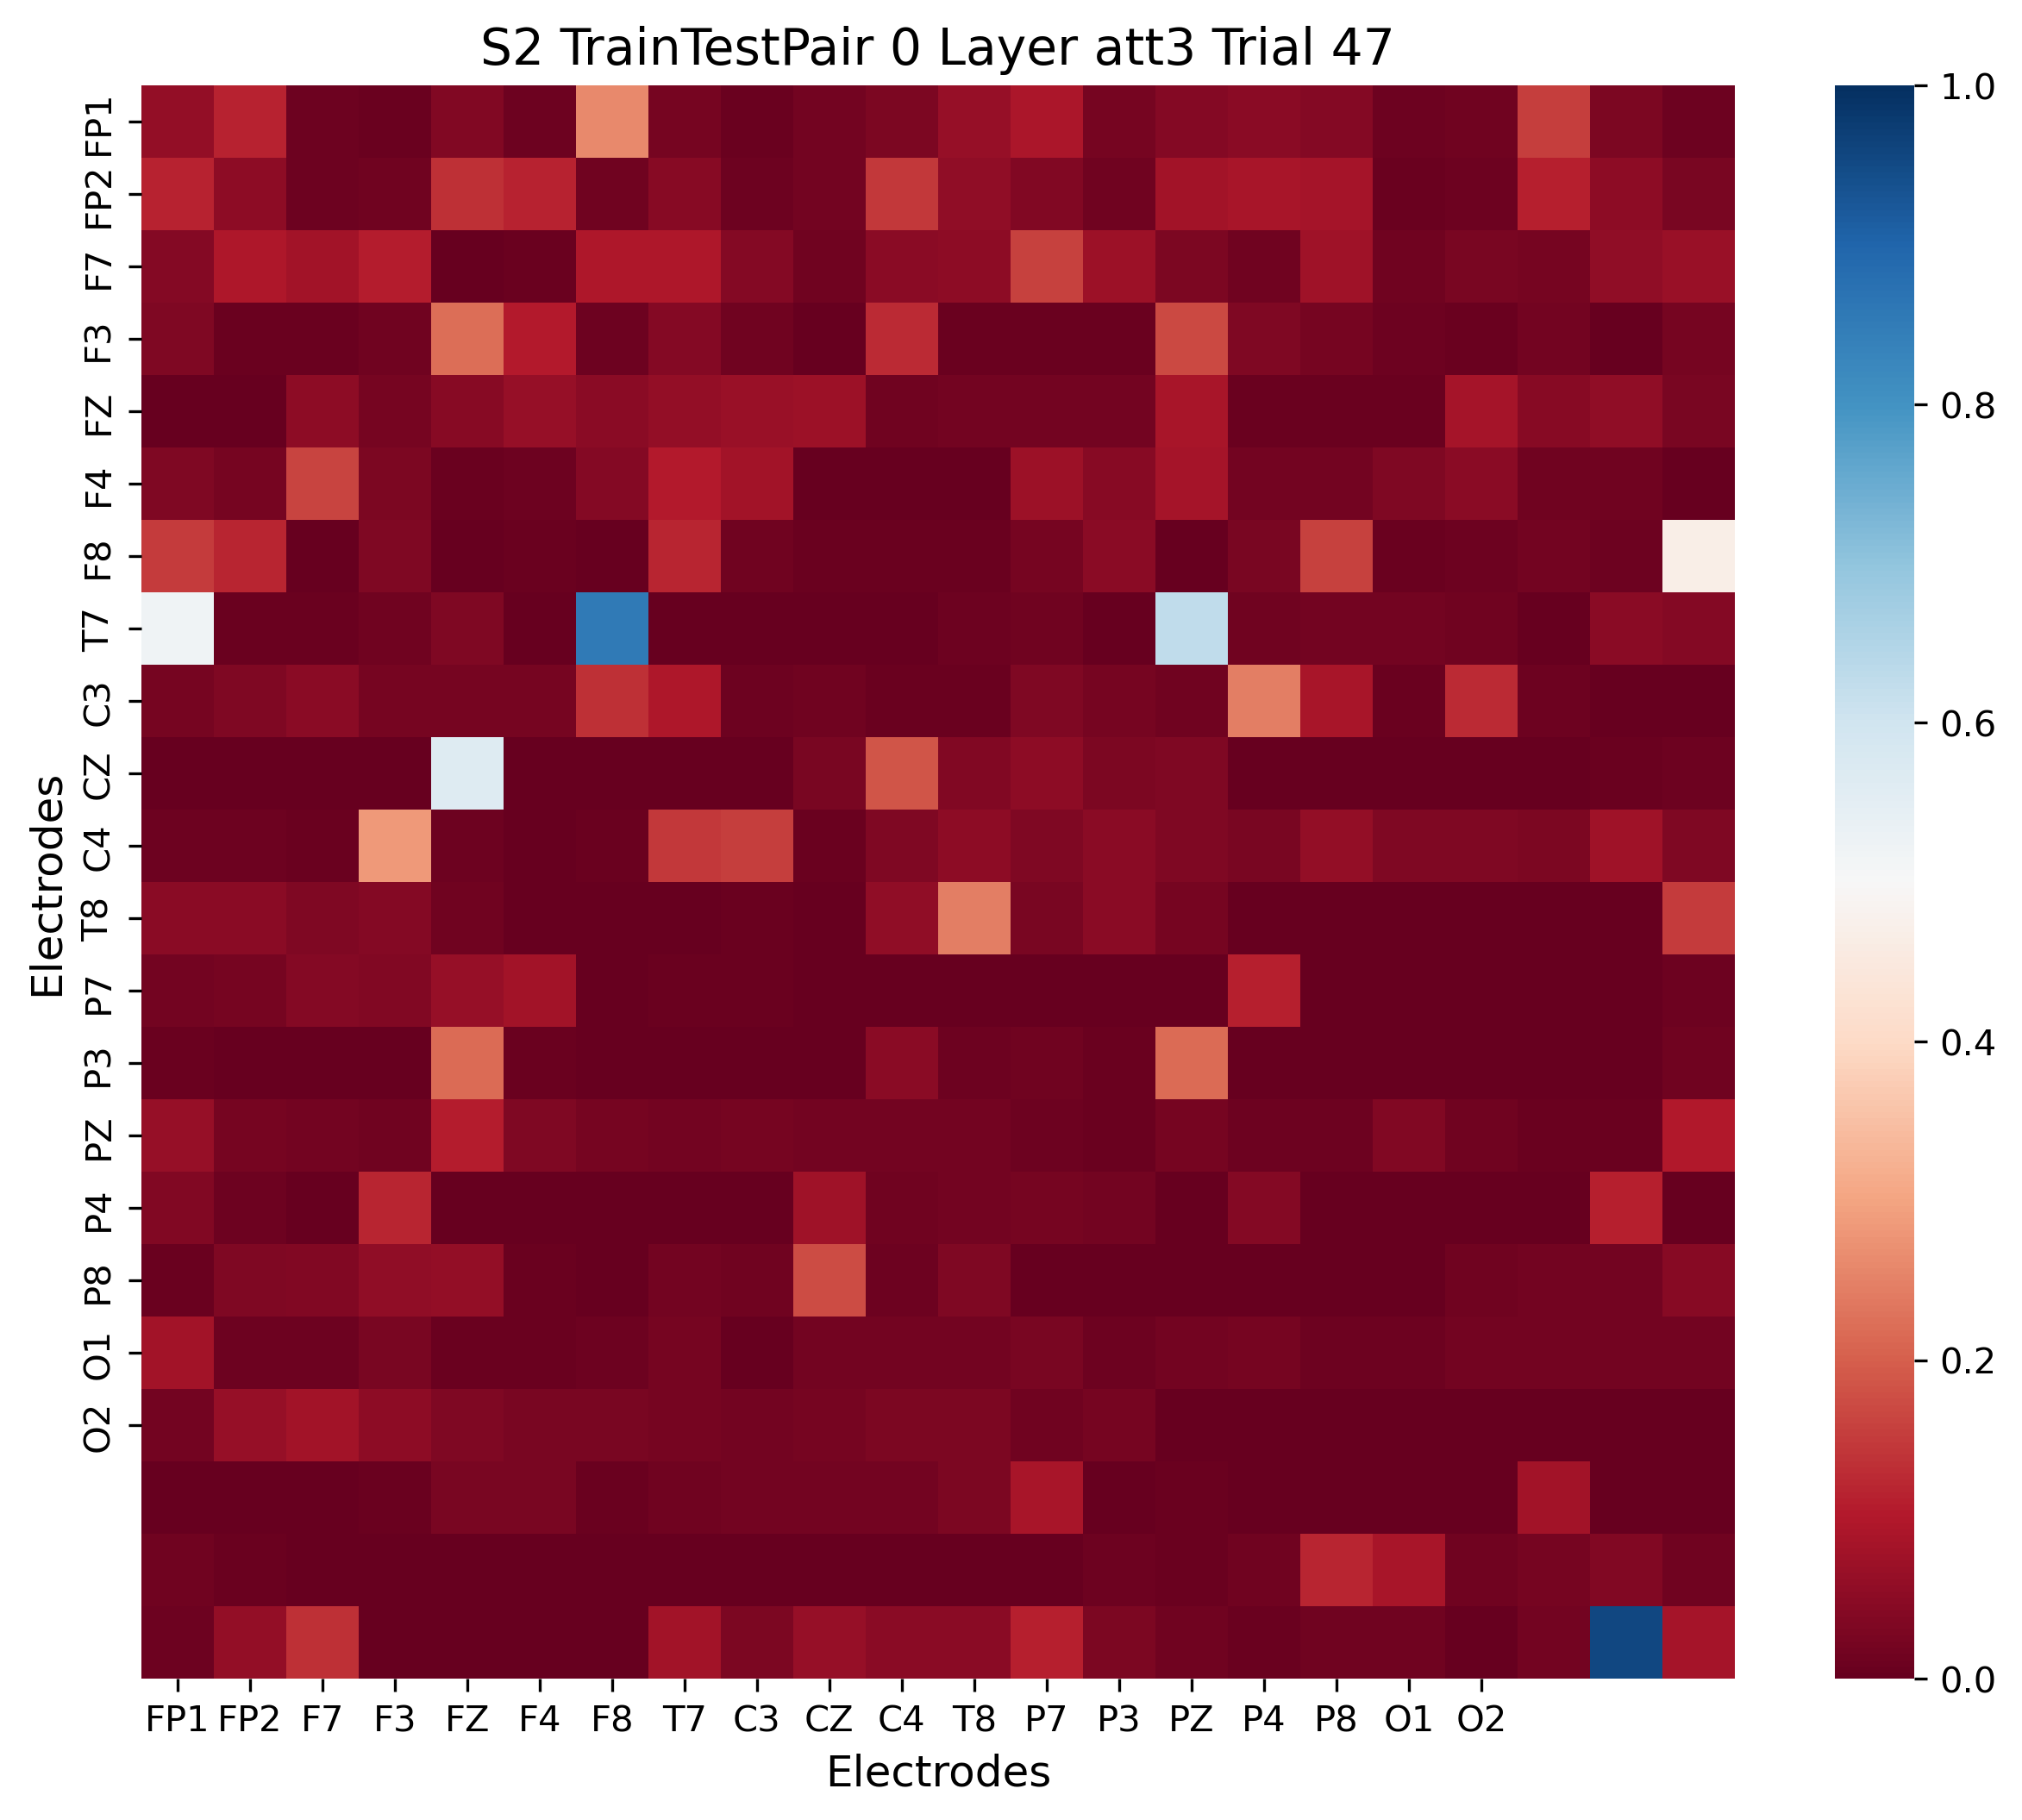 S2 TrainTestPair 0 Layer att3 Trial 47
Electrodes
FP1
FP2
F7
F3
FZ
F4
F8
T7
C3
CZ
C4
T8
P7
P3
PZ
P4
P8
O1
O2
FP1 FP2 F7 F3 FZ F4 F8 T7 C3 CZ C4 T8 P7 P3 PZ P4 P8 O1 O2
Electrodes
1.0
0.8
0.6
0.4
0.2
0.0